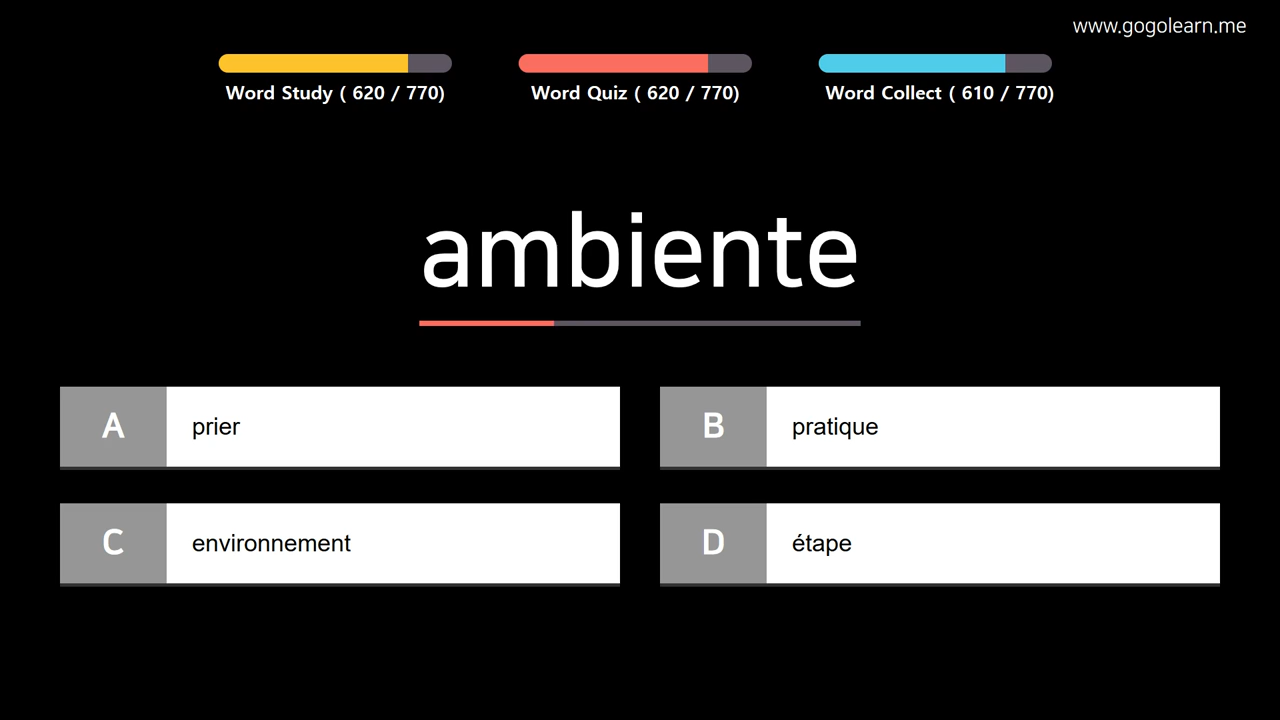 www.gogolearn.me
Word Study ( 620 / 770)
Word Quiz ( 620 / 770)
Word Collect ( 610 / 770)
ambiente
A prier
B pratique
C environnement
D étape